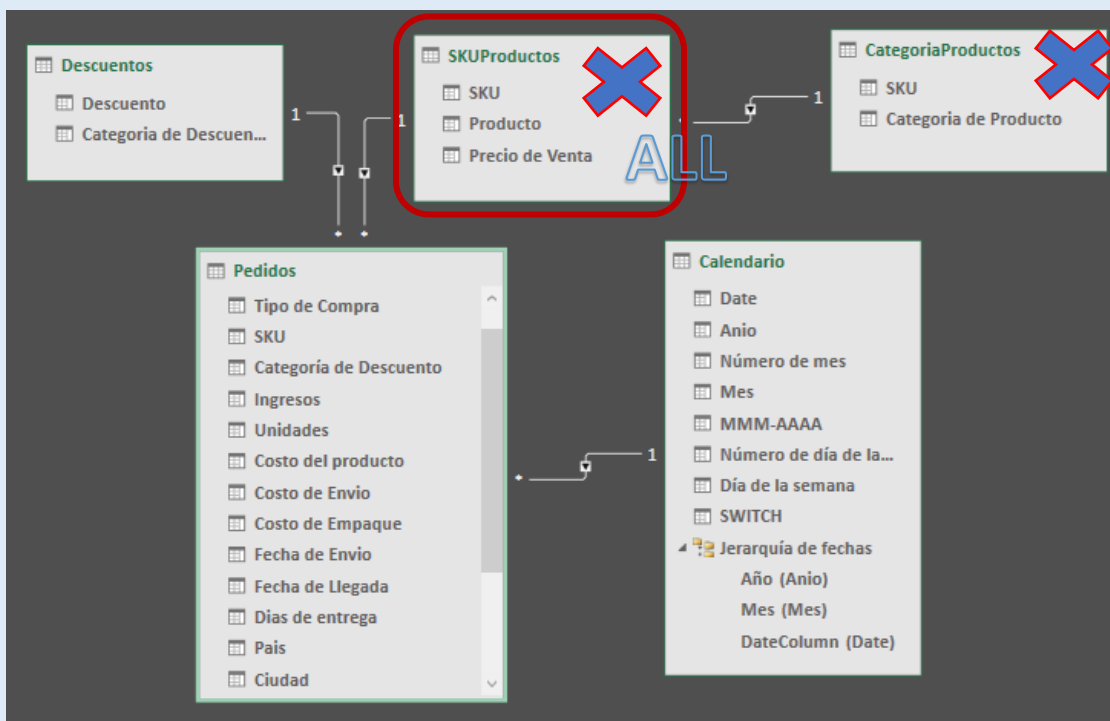 Descuentos
Descuento
Categoria de Descuen...
1
SKUProductos
SKU
Producto
Precio de Venta
ALL
1
CategoriaProductos
SKU
Categoria de Producto
1
*
*
*
Pedidos
Tipo de Compra
SKU
Categoría de Descuento
Ingresos
Unidades
Costo del producto
Costo de Envio
Costo de Empaque
Fecha de Envio
Fecha de Llegada
Dias de entrega
Pais
Ciudad
*
1
Calendario
Date
Anio
Número de mes
Mes
MMM-AAAA
Número de día de la...
Día de la semana
SWITCH
Jerarquía de fechas
Año (Anio)
Mes (Mes)
DateColumn (Date)